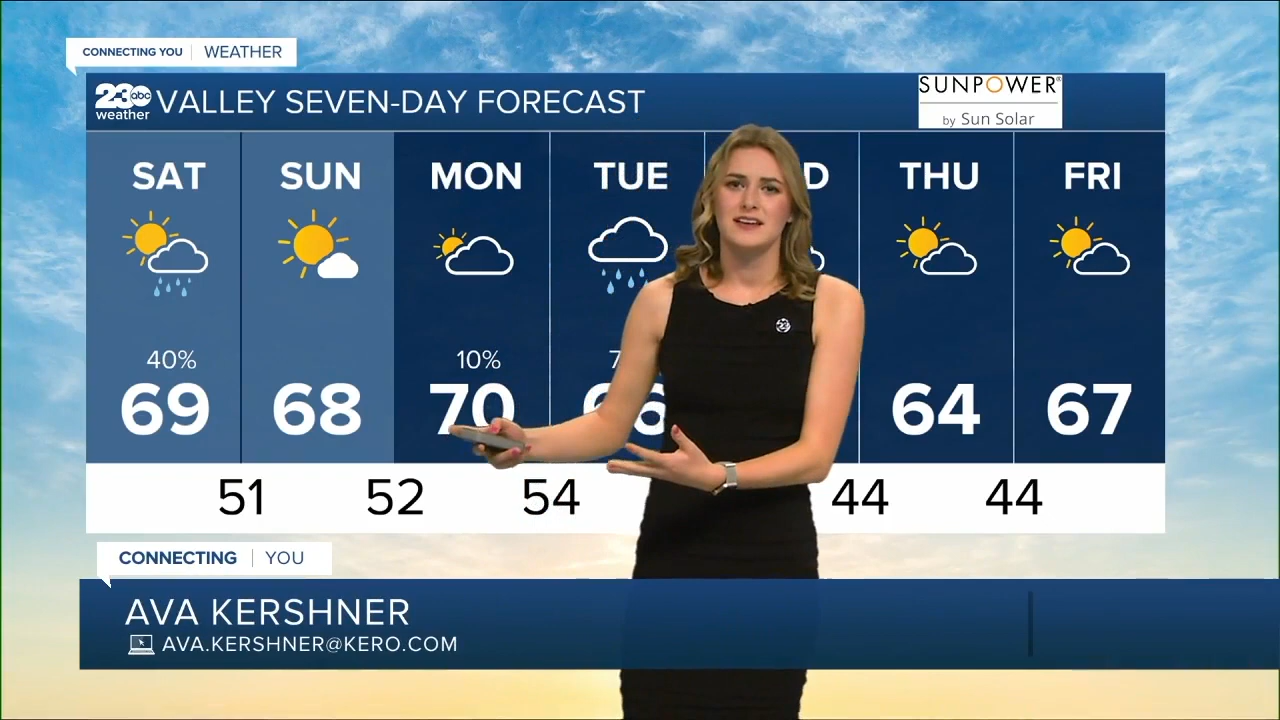 CONNECTING YOU | WEATHER
23 abc weather
VALLEY SEVEN-DAY FORECAST
SUNPOWER®
by Sun Solar
SAT SUN MON TUE D THU FRI
40% 10% 7
69 68 70 66 64 67
51 52 54 44 44
CONNECTING | YOU
AVA KERSHNER
AVA.KERSHNER@KERO.COM